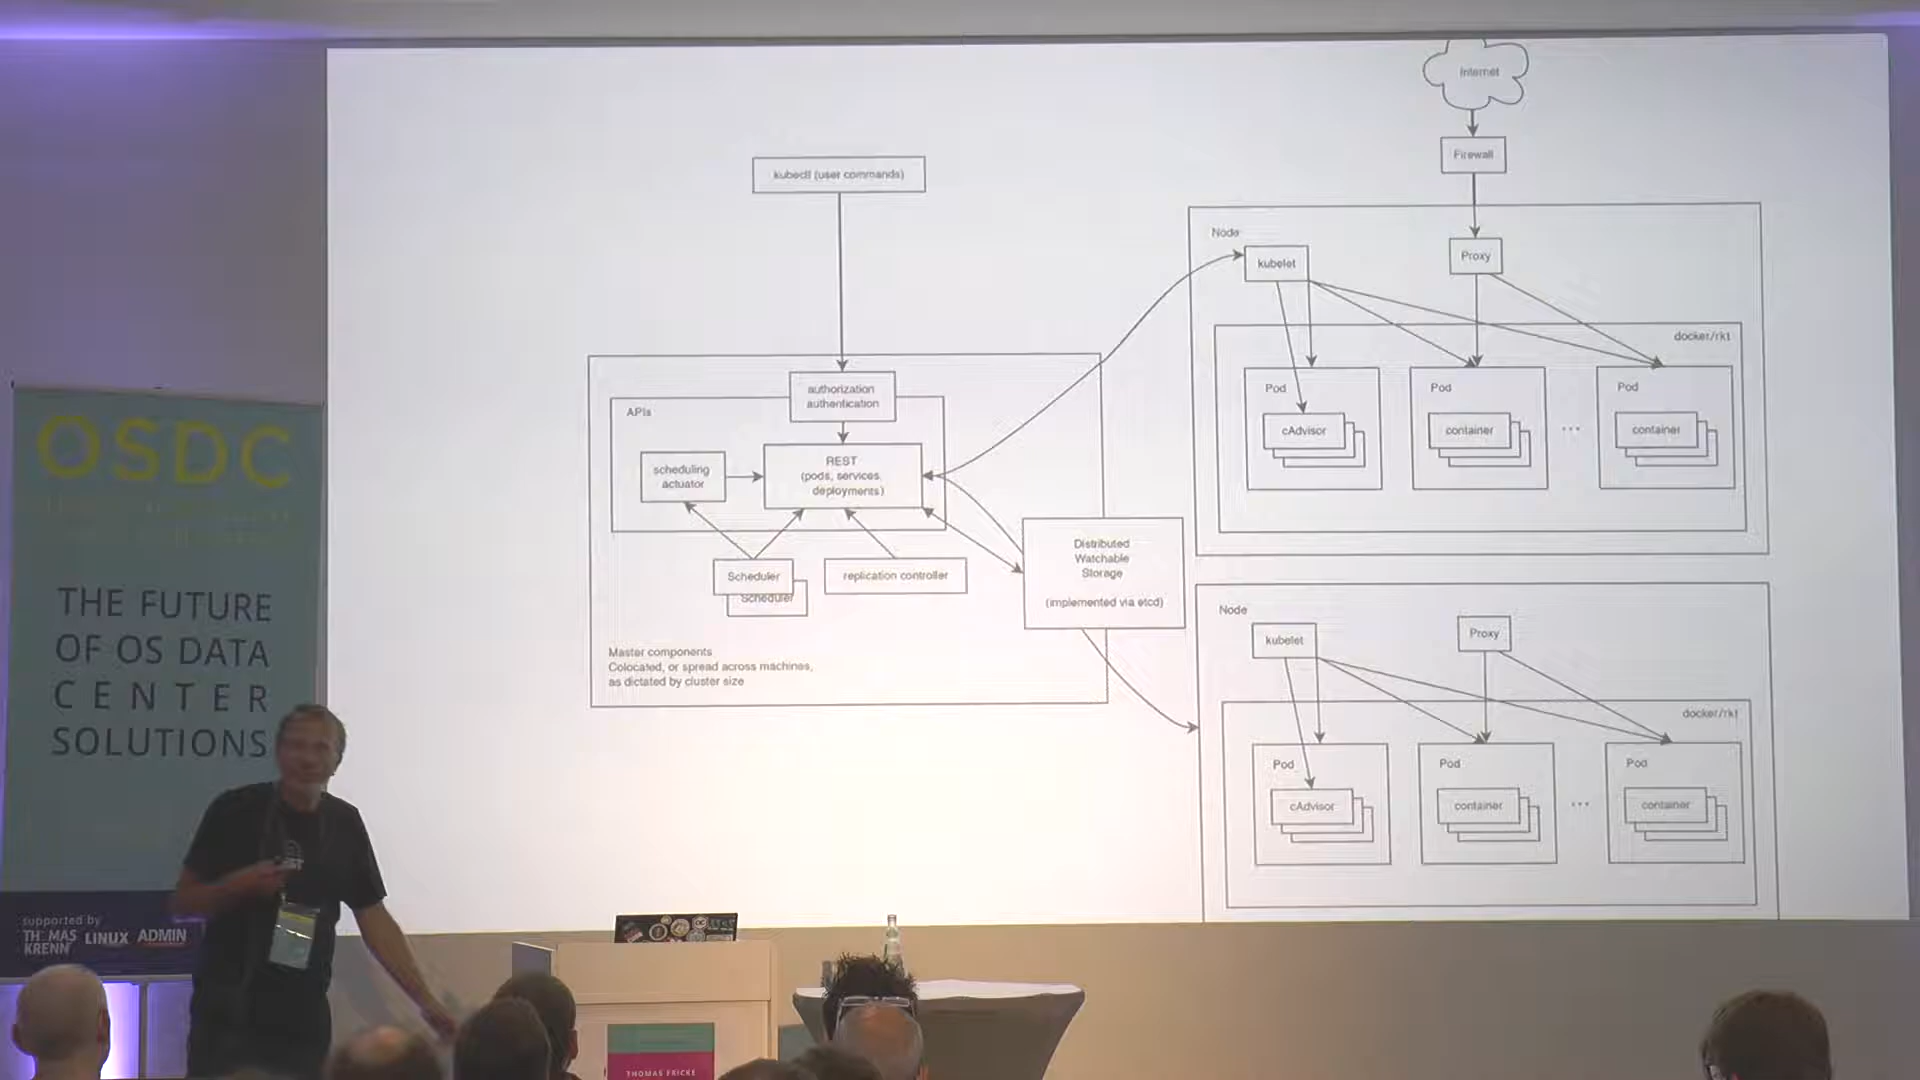 Internet
Firewall
kubectl (user commands)
Node
kubelet
Proxy
docker/rkt
Pod
Pod
Pod
cAdvisor
container
...
container
authorization
authentication
APIs
REST
(pods, services,
deployments)
scheduling
actuator
Scheduler
Scheduler
replication controller
Distributed
Watchable
Storage
(implemented via etcd)
Master components
Colocated, or spread across machines,
as dictated by cluster size
Node
kubelet
Proxy
docker/rkt
Pod
Pod
Pod
cAdvisor
container
...
container
OSDC
THE FUTURE
OF OS DATA
CENTER
SOLUTIONS
supported by
TH MAS
KRENN
LINUX
ADMIN
THOMAS FRICKE